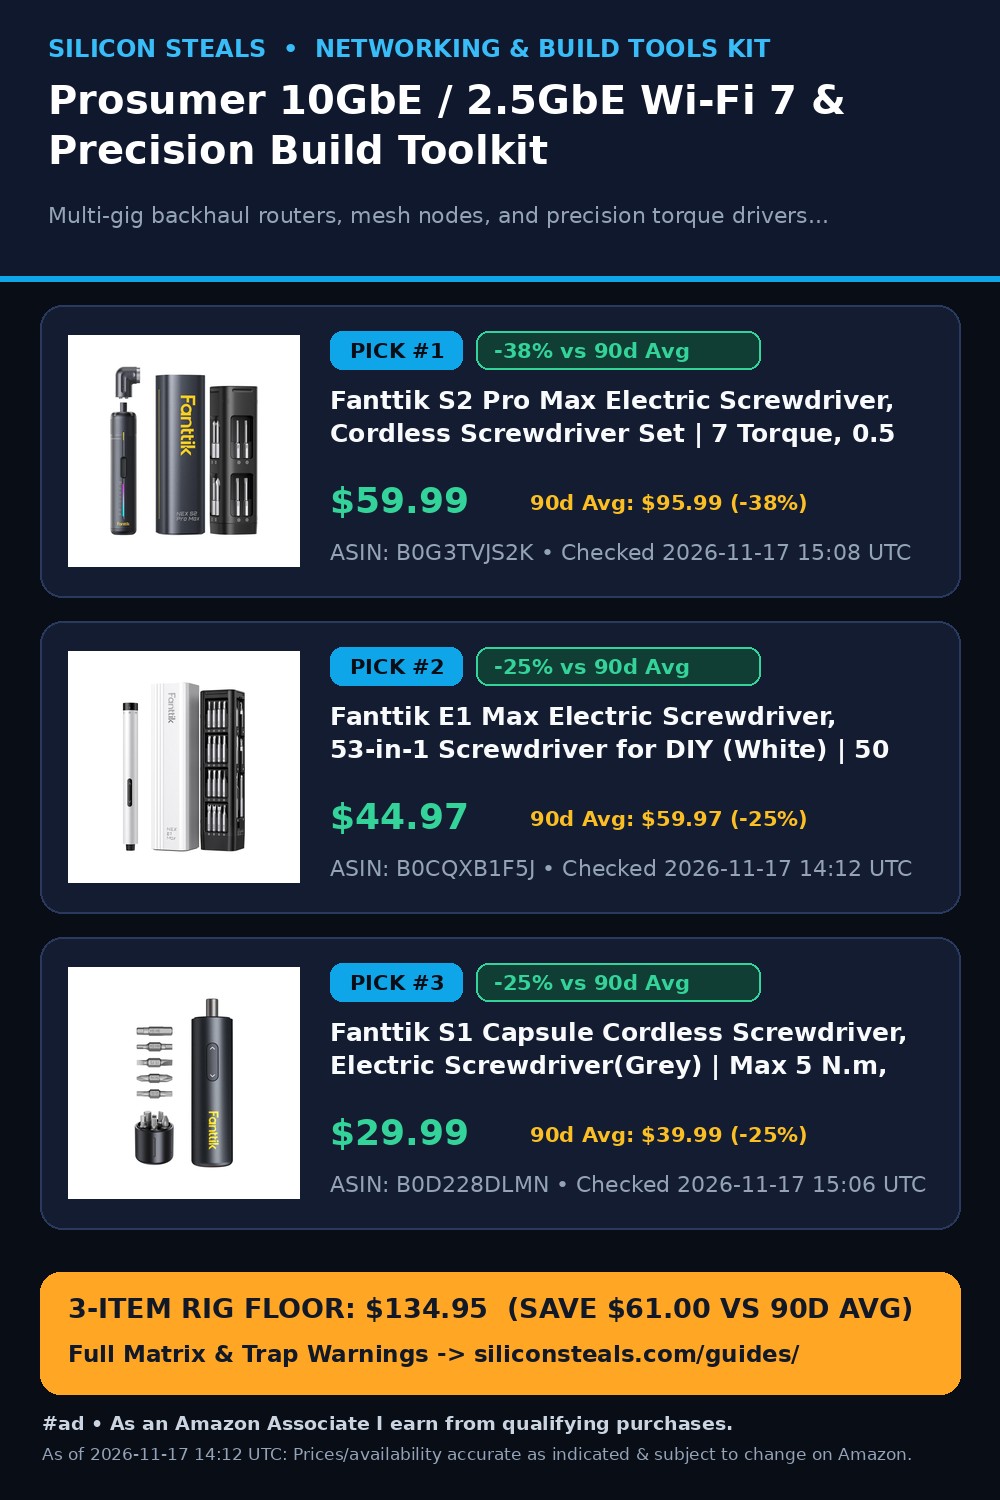 SILICON STEALS • NETWORKING & BUILD TOOLS KIT
Prosumer 10GbE / 2.5GbE Wi-Fi 7 &
Precision Build Toolkit
Multi-gig backhaul routers, mesh nodes, and precision torque drivers...
PICK #1
-38% vs 90d Avg
Fanttik S2 Pro Max Electric Screwdriver,
Cordless Screwdriver Set | 7 Torque, 0.5
$59.99
90d Avg: $95.99 (-38%)
ASIN: B0G3TVJS2K • Checked 2026-11-17 15:08 UTC
Fanttik
NEX S2
Pro Max
Fanttik
PICK #2
-25% vs 90d Avg
Fanttik E1 Max Electric Screwdriver,
53-in-1 Screwdriver for DIY (White) | 50
$44.97
90d Avg: $59.97 (-25%)
ASIN: B0CQXB1F5J • Checked 2026-11-17 14:12 UTC
Fanttik
PICK #3
-25% vs 90d Avg
Fanttik S1 Capsule Cordless Screwdriver,
Electric Screwdriver(Grey) | Max 5 N.m,
$29.99
90d Avg: $39.99 (-25%)
ASIN: B0D228DLMN • Checked 2026-11-17 15:06 UTC
Fanttik
3-ITEM RIG FLOOR: $134.95 (SAVE $61.00 VS 90D AVG)
Full Matrix & Trap Warnings -> siliconsteals.com/guides/
#ad • As an Amazon Associate I earn from qualifying purchases.
As of 2026-11-17 14:12 UTC: Prices/availability accurate as indicated & subject to change on Amazon.